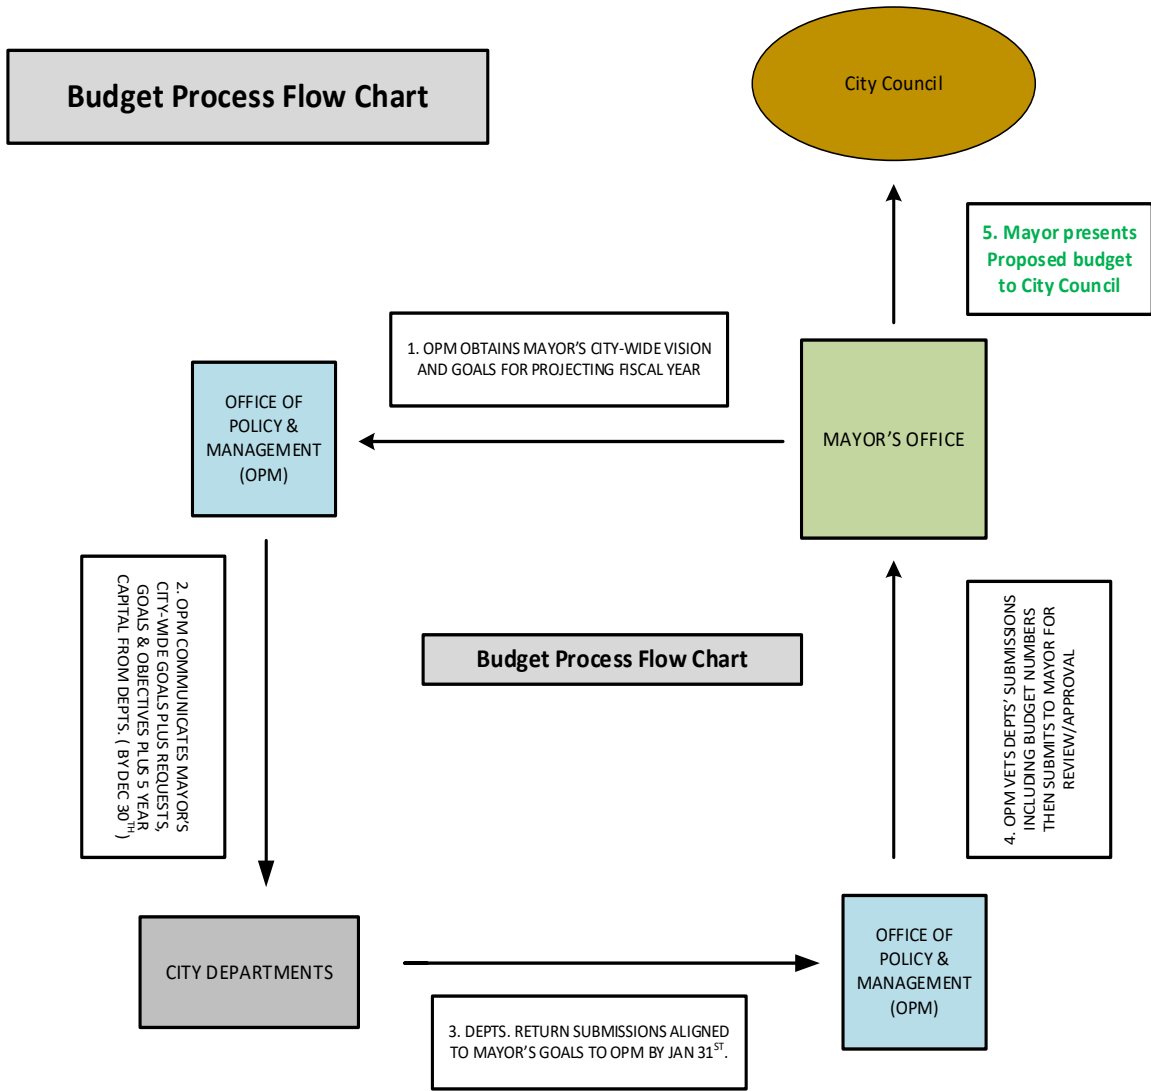 Budget Process Flow Chart
City Council
5. Mayor presents
Proposed budget
to City Council
1. OPM OBTAINS MAYOR'S CITY-WIDE VISION
AND GOALS FOR PROJECTING FISCAL YEAR
OFFICE OF
POLICY &
MANAGEMENT
(OPM)
MAYOR'S OFFICE
2. OPM COMMUNICATES MAYOR'S
CITY-WIDE GOALS PLUS REQUESTS,
GOALS & OBJECTIVES PLUS 5 YEAR
CAPITAL FROM DEPTS. ( BY DEC 30TH)
Budget Process Flow Chart
4. OPM VETS DEPTS' SUBMISSIONS
INCLUDING BUDGET NUMBERS
THEN SUBMITS TO MAYOR FOR
REVIEW/APPROVAL
CITY DEPARTMENTS
3. DEPTS. RETURN SUBMISSIONS ALIGNED
TO MAYOR'S GOALS TO OPM BY JAN 31ST.
OFFICE OF
POLICY &
MANAGEMENT
(OPM)